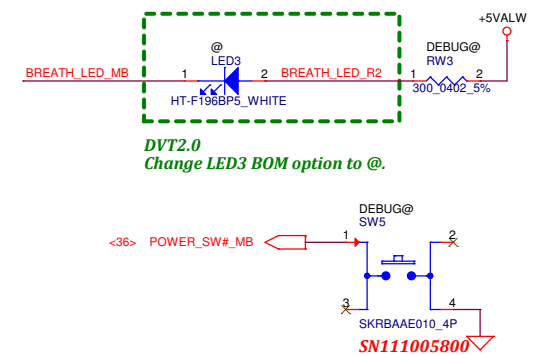 +5VALW
@
LED3
DEBUG@
RW3
BREATH_LED_MB 1 2 BREATH_LED_R2 1 2
HT-F196BP5_WHITE
300_0402_5%
DVT2.0
Change LED3 BOM option to @.
DEBUG@
SW5
<36> POWER_SW#_MB 1 2
3 4
SKRBAAE010_4P
SN111005800